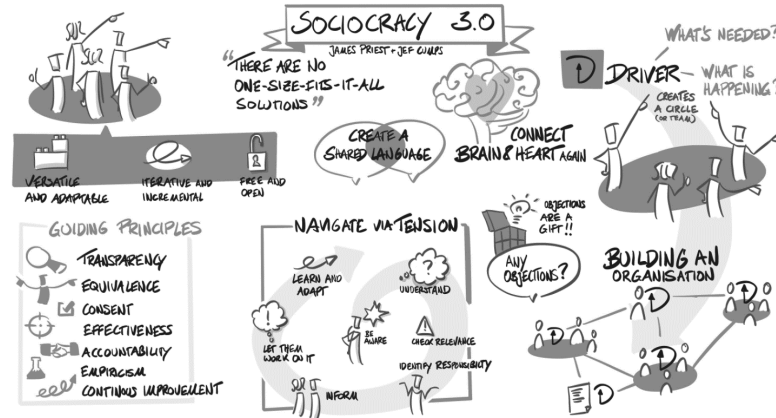 SOCIOCRACY 3.0
JAMES PRIEST + JEF CUMPS
"THERE ARE NO
ONE-SIZE-FITS-IT-ALL
SOLUTIONS"
VERSATILE
AND ADAPTABLE
ITERATIVE AND
INCREMENTAL
FREE AND
OPEN
CREATE A
SHARED LANGUAGE
CONNECT
BRAIN & HEART AGAIN
DRIVER
WHAT'S NEEDED?
WHAT IS
HAPPENING?
CREATES
A CIRCLE
(OR TEAM)
GUIDING PRINCIPLES
TRANSPARENCY
EQUIVALENCE
CONSENT
EFFECTIVENESS
ACCOUNTABILITY
EMPIRICISM
CONTINOUS IMPROVEMENT
NAVIGATE VIA TENSION
LEARN AND
ADAPT
?
UNDERSTAND
!
LET THEM
WORK ON IT
BE
AWARE
!
CHECK RELEVANCE
IDENTIFY RESPONSIBILTY
INFORM
OBJECTIONS
ARE A
GIFT!!
ANY
OBJECTIONS?
BUILDING AN
ORGANISATION